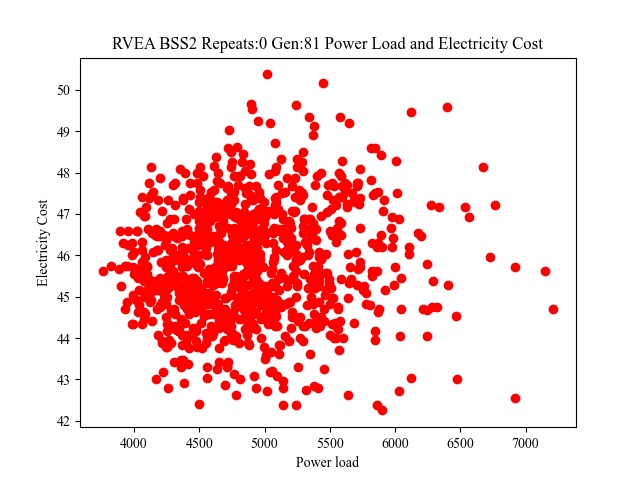 RVEA BSS2 Repeats:0 Gen:81 Power Load and Electricity Cost
50
49
48
47
46
45
44
43
42
Electricity Cost
4000 4500 5000 5500 6000 6500 7000
Power load